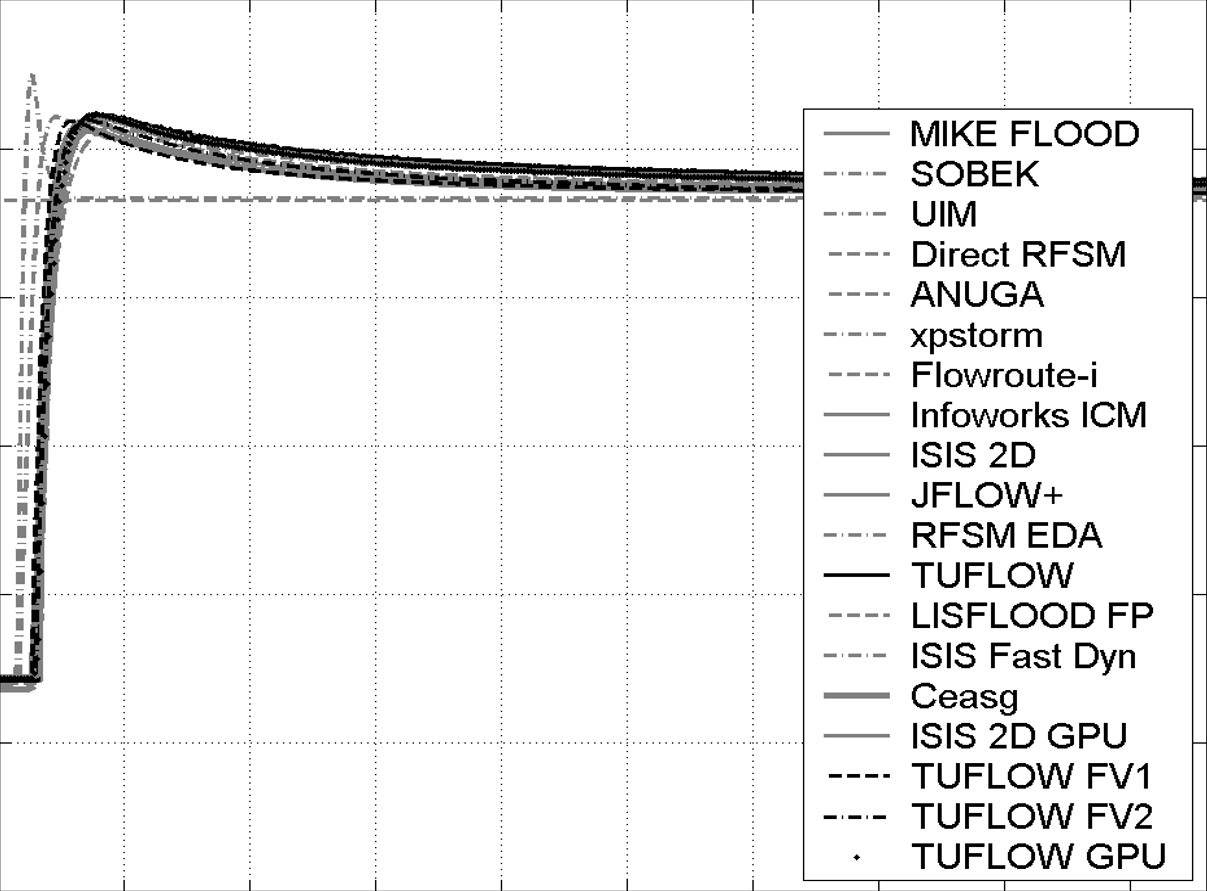 MIKE FLOOD
SOBEK
UIM
Direct RFSM
ANUGA
xpstorm
Flowroute-i
Infoworks ICM
ISIS 2D
JFLOW+
RFSM EDA
TUFLOW
LISFLOOD FP
ISIS Fast Dyn
Ceasg
ISIS 2D GPU
TUFLOW FV1
TUFLOW FV2
TUFLOW GPU